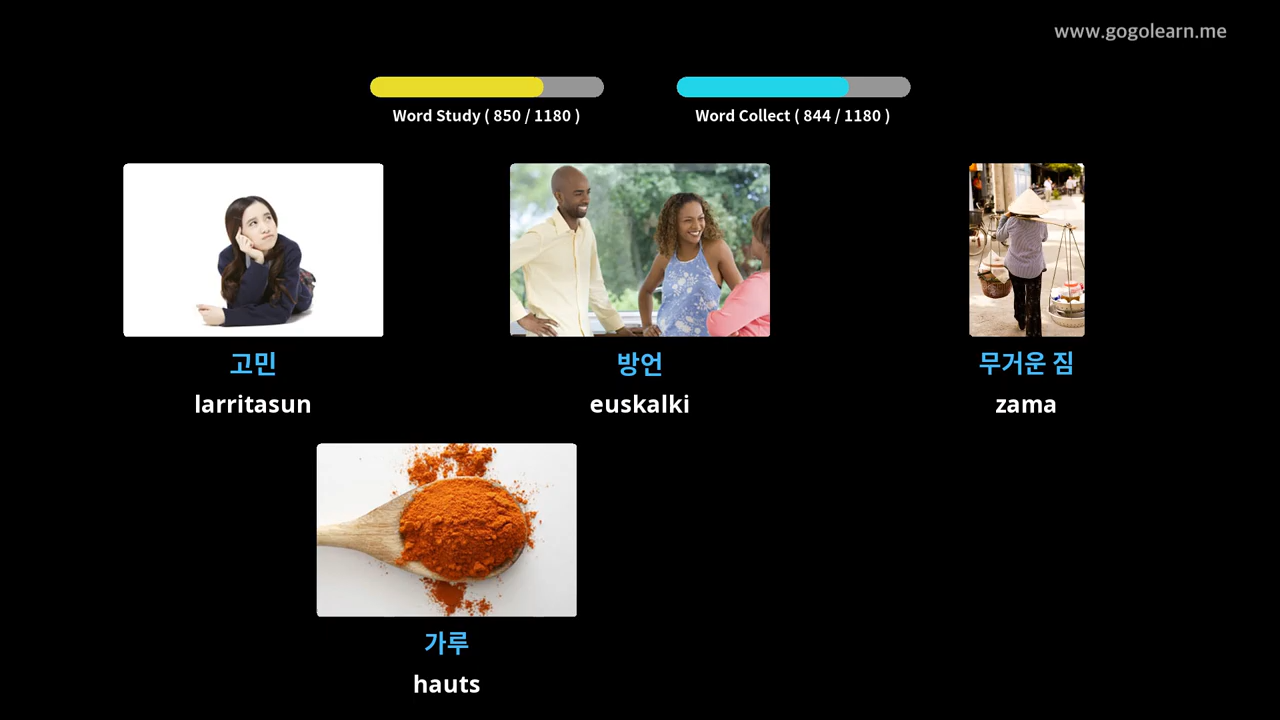 www.gogolearn.me
Word Study ( 850 / 1180 )
Word Collect ( 844 / 1180 )
고민
larritasun
방언
euskalki
무거운 짐
zama
가루
hauts